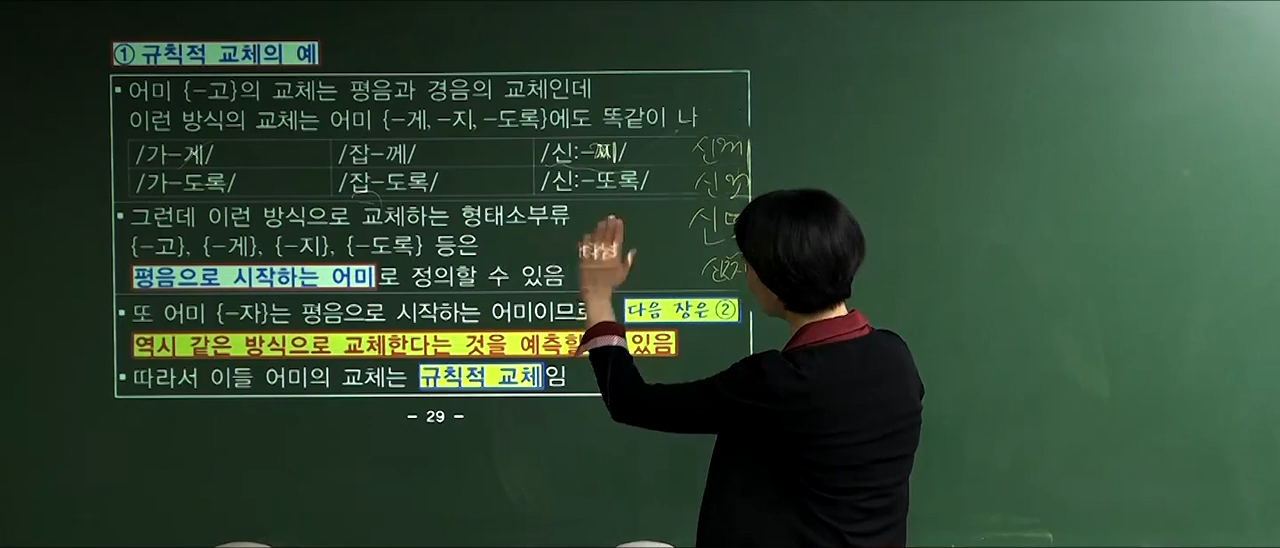 ① 규칙적 교체의 예
▪ 어미 {–고}의 교체는 평음과 경음의 교체인데
이런 방식의 교체는 어미 {–게, –지, –도록}에도 똑같이 나
/가–게/ /잡–께/ /신:–찌/
/가–도록/ /잡–도록/ /신:–또록/
▪ 그런데 이런 방식으로 교체하는 형태소부류
{–고}, {–게}, {–지}, {–도록} 등은
평음으로 시작하는 어미로 정의할 수 있음
▪ 또 어미 {–자}는 평음으로 시작하는 어미이므로 다음 장은 ②
역시 같은 방식으로 교체한다는 것을 예측할 있음
▪ 따라서 이들 어미의 교체는 규칙적 교체임
– 29 –